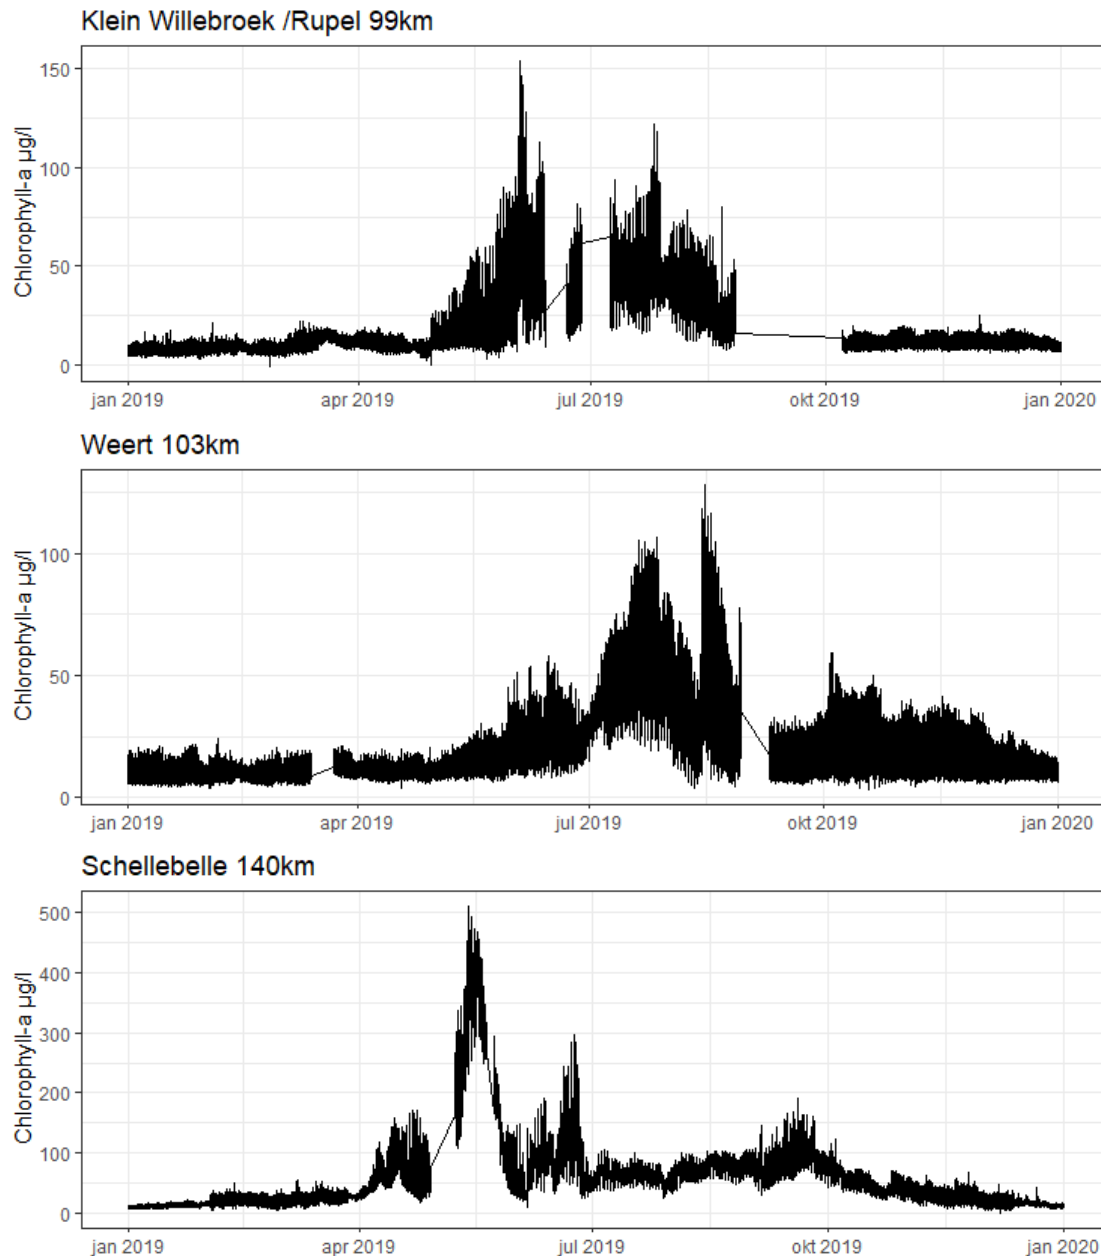 Klein Willebroek /Rupel 99km
Chlorophyll-a µg/l
150
100
50
0
jan 2019 apr 2019 jul 2019 okt 2019 jan 2020
Weert 103km
Chlorophyll-a µg/l
100
50
0
jan 2019 apr 2019 jul 2019 okt 2019 jan 2020
Schellebelle 140km
Chlorophyll-a µg/l
500
400
300
200
100
0
jan 2019 apr 2019 jul 2019 okt 2019 jan 2020